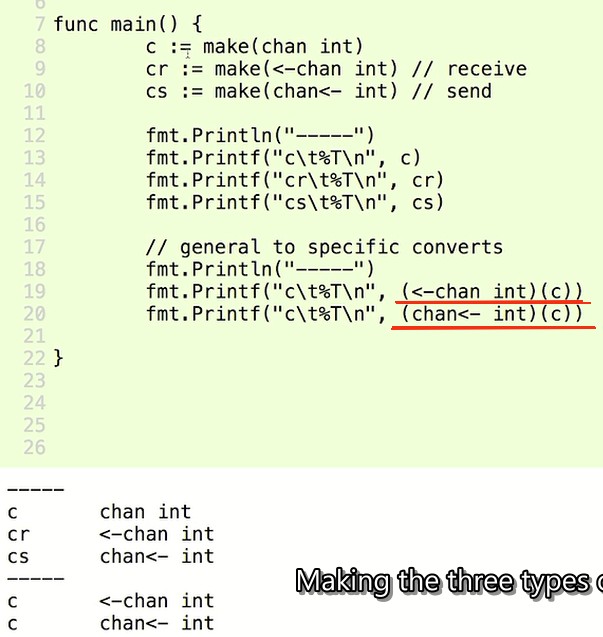 6
7 func main() {
8 c := make(chan int)
9 cr := make(<-chan int) // receive
10 cs := make(chan<- int) // send
11
12 fmt.Println("-----")
13 fmt.Printf("c\t%T\n", c)
14 fmt.Printf("cr\t%T\n", cr)
15 fmt.Printf("cs\t%T\n", cs)
16
17 // general to specific converts
18 fmt.Println("-----")
19 fmt.Printf("c\t%T\n", (<-chan int)(c))
20 fmt.Printf("c\t%T\n", (chan<- int)(c))
21
22 }
23
24
25
26
-----
c chan int
cr <-chan int
cs chan<- int
-----
c <-chan int
c chan<- int
Making the three types